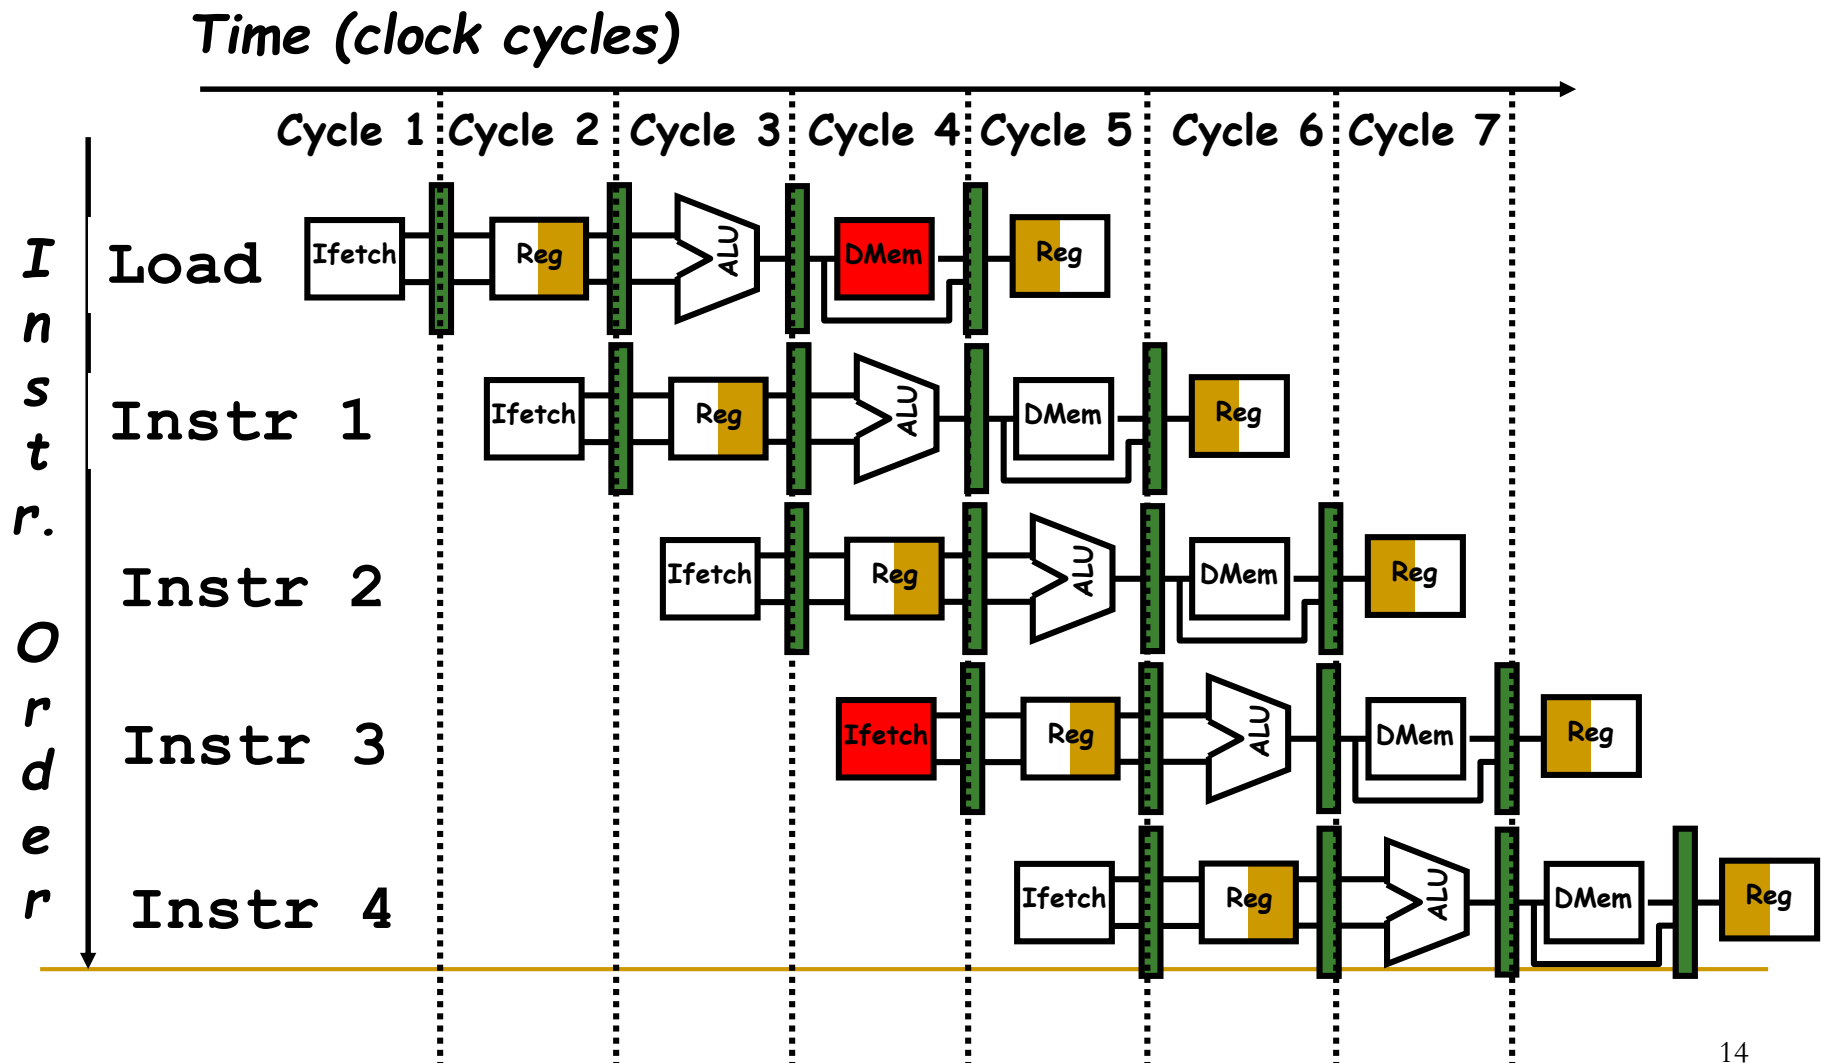 Time (clock cycles)
Cycle 1 Cycle 2 Cycle 3 Cycle 4 Cycle 5 Cycle 6 Cycle 7
Instr. Order
Load Ifetch Reg ALU DMem Reg
Instr 1 Ifetch Reg ALU DMem Reg
Instr 2 Ifetch Reg ALU DMem Reg
Instr 3 Ifetch Reg ALU DMem Reg
Instr 4 Ifetch Reg ALU DMem Reg
14